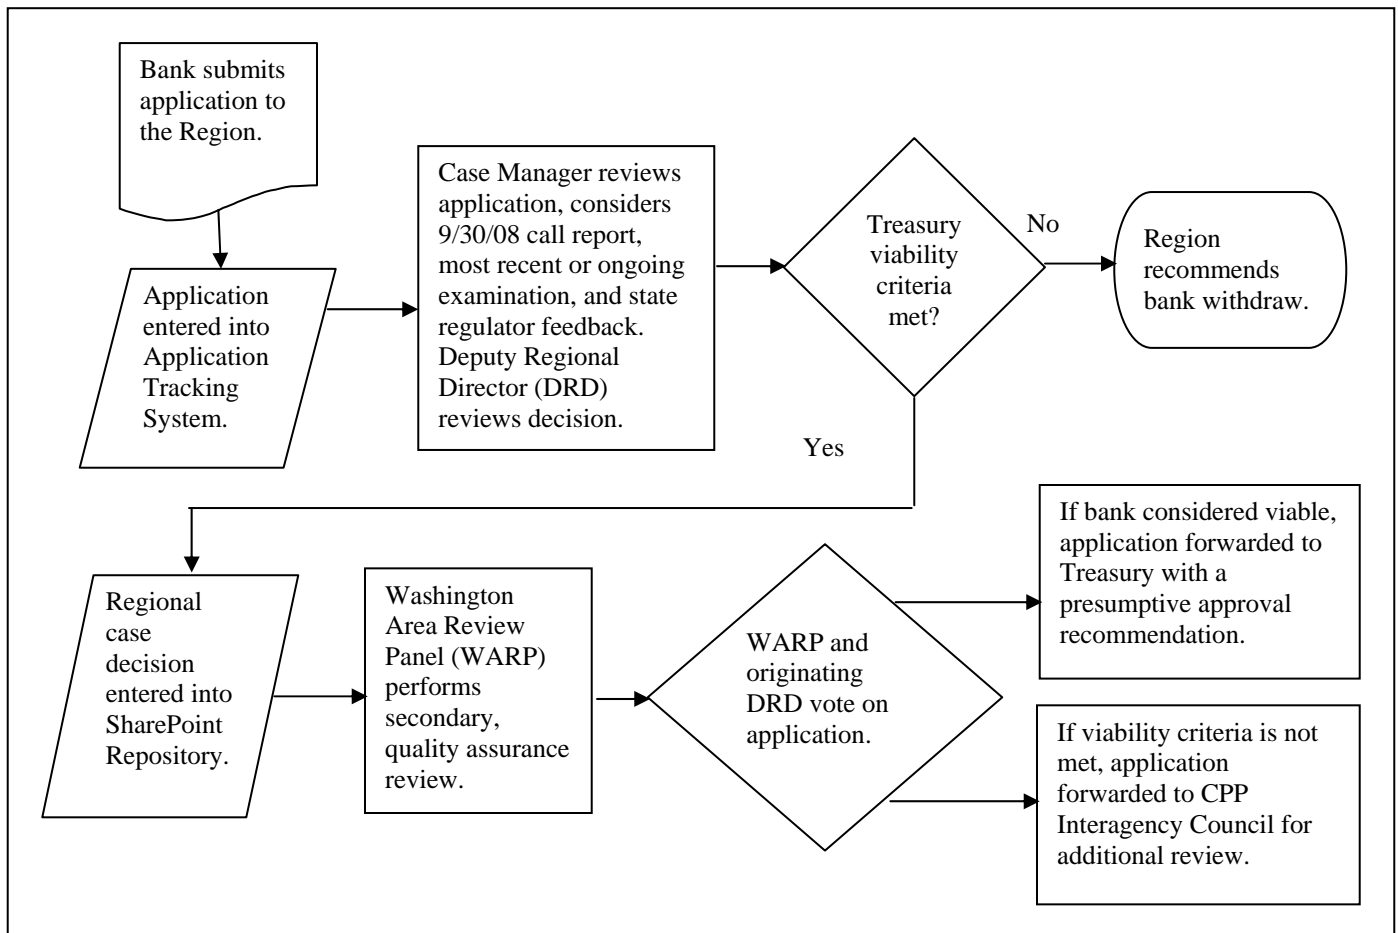 Bank submits
application to
the Region.
Application
entered into
Application
Tracking
System.
Case Manager reviews
application, considers
9/30/08 call report,
most recent or ongoing
examination, and state
regulator feedback.
Deputy Regional
Director (DRD)
reviews decision.
Treasury
viability
criteria
met?
No
Region
recommends
bank withdraw.
Yes
Regional
case
decision
entered into
SharePoint
Repository.
Washington
Area Review
Panel (WARP)
performs
secondary,
quality assurance
review.
WARP and
originating
DRD vote on
application.
If bank considered viable,
application forwarded to
Treasury with a
presumptive approval
recommendation.
If viability criteria is not
met, application
forwarded to CPP
Interagency Council for
additional review.